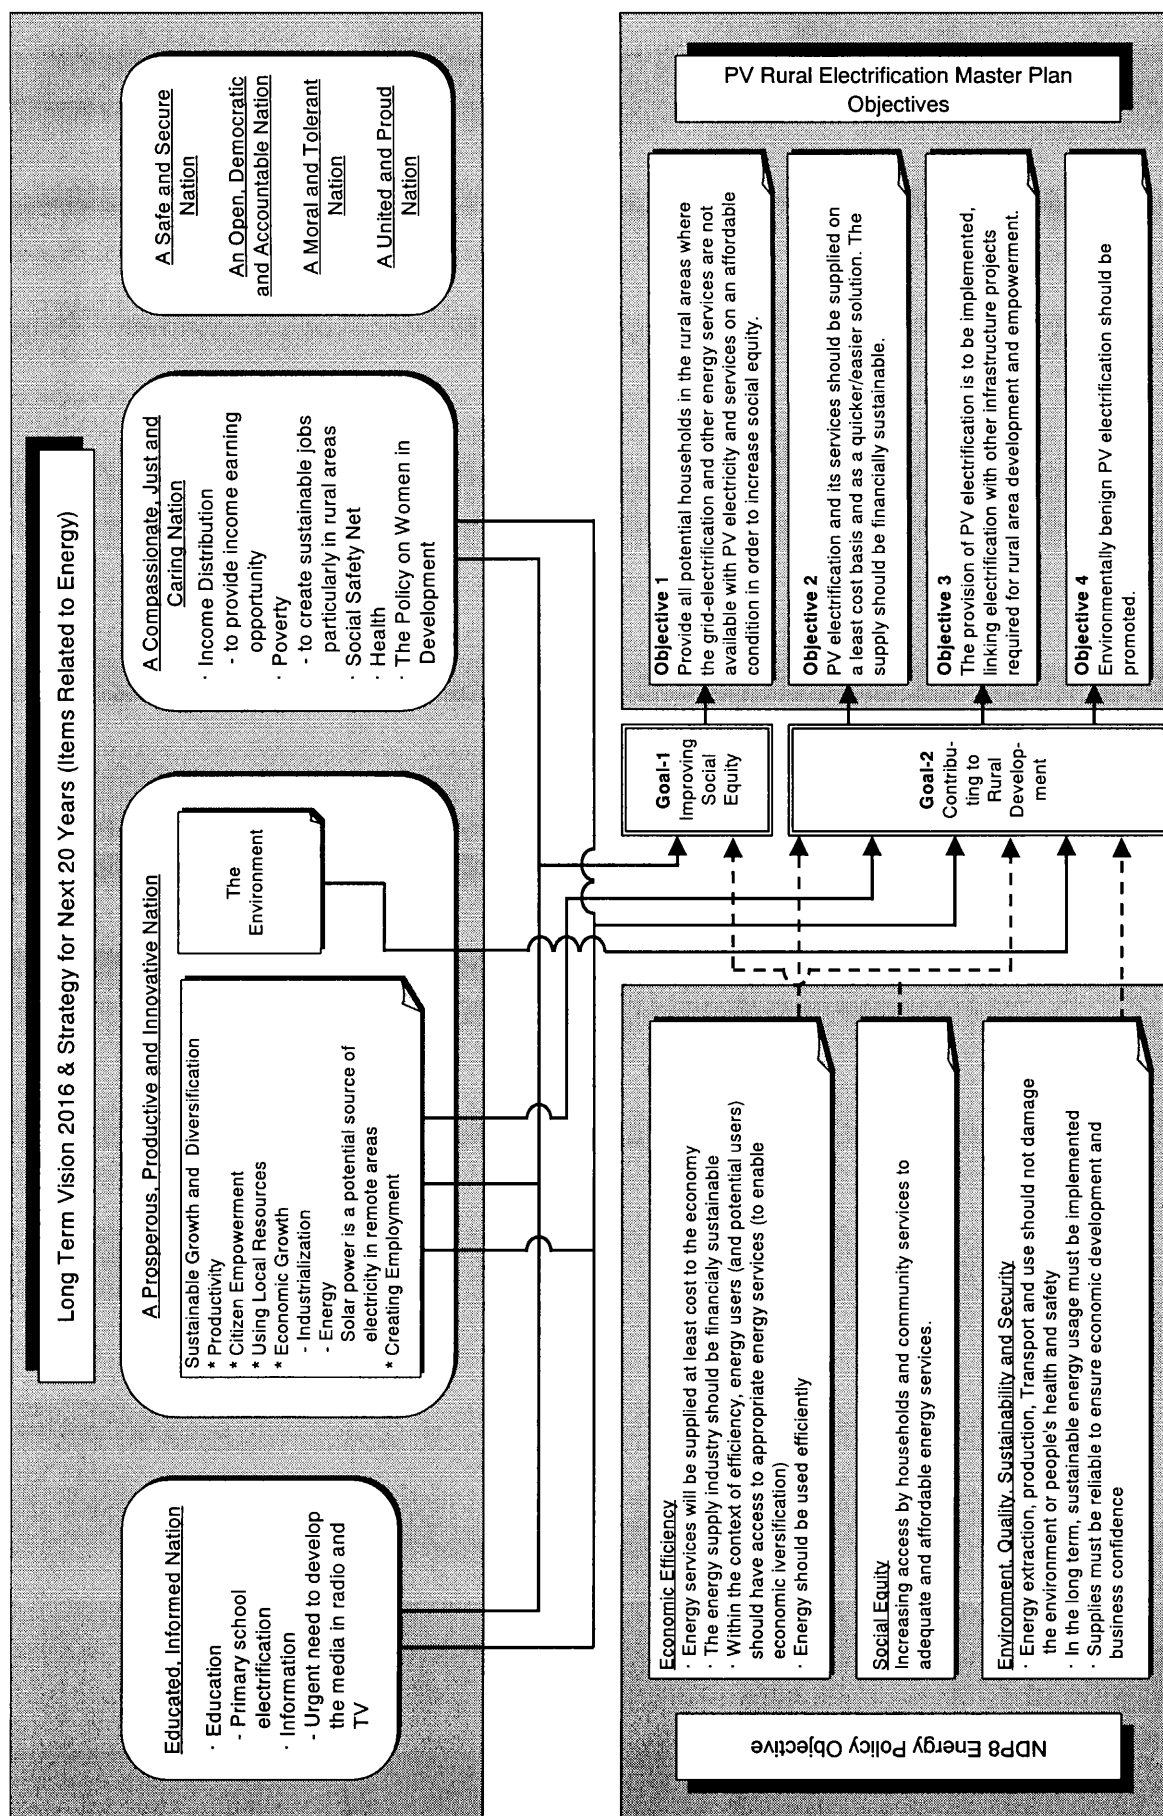 Long Term Vision 2016 & Strategy for Next 20 Years (Items Related to Energy)
Educated, Informed Nation
· Education
- Primary school
electrification
· Information
- Urgent need to develop
the media in radio and
TV
A Prosperous, Productive and Innovative Nation
Sustainable Growth and Diversification
* Productivity
* Citizen Empowerment
* Using Local Resources
* Economic Growth
- Industrialization
- Energy
Solar power is a potential source of
electricity in remote areas
* Creating Employment
The
Environment
A Compassionate, Just and
Caring Nation
· Income Distribution
- to provide income earning
opportunity
· Poverty
- to create sustainable jobs
particularly in rural areas
· Social Safety Net
· Health
· The Policy on Women in
Development
A Safe and Secure
Nation
An Open, Democratic
and Accountable Nation
A Moral and Tolerant
Nation
A United and Proud
Nation
NDP8 Energy Policy Objective
Economic Efficiency
· Energy services will be supplied at least cost to the economy
· The energy supply industry should be financialy sustainable
· Within the context of efficiency, energy users (and potential users)
should have access to appropriate energy services (to enable
economic iversification)
· Energy should be used efficiently
Social Equity
Increasing access by households and community services to
adequate and affordable energy services.
Environment, Quality, Sustainability and Security
· Energy extraction, production, Transport and use should not damage
the environment or people's health and safety
· In the long term, sustainable energy usage must be implemented
· Supplies must be reliable to ensure economic development and
business confidence
Goal-1
Improving
Social
Equity
Goal-2
Contribu-
ting to
Rural
Develop-
ment
Objective 1
Provide all potential households in the rural areas where
the grid-electrification and other energy services are not
available with PV electricity and services on an affordable
condition in order to increase social equity.
Objective 2
PV electrification and its services should be supplied on
a least cost basis and as a quicker/easier solution. The
supply should be financially sustainable.
Objective 3
The provision of PV electrification is to be implemented,
linking electrification with other infrastructure projects
required for rural area development and empowerment.
Objective 4
Environmentally benign PV electrification should be
promoted.
PV Rural Electrification Master Plan
Objectives